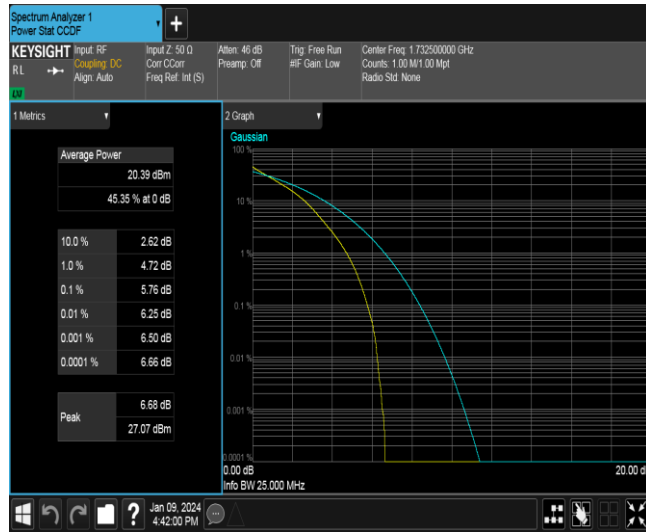 Spectrum Analyzer 1
Power Stat CCDF
+
KEYSIGHT
RL
LXI
Input: RF
Coupling: DC
Align: Auto
Input Z: 50 Ω
Corr CCorr
Freq Ref: Int (S)
Atten: 46 dB
Preamp: Off
Trig: Free Run
#IF Gain: Low
Center Freq: 1.732500000 GHz
Counts: 1.00 M/1.00 Mpt
Radio Std: None
1 Metrics
Average Power
20.39 dBm
45.35 % at 0 dB
10.0 % 2.62 dB
1.0 % 4.72 dB
0.1 % 5.76 dB
0.01 % 6.25 dB
0.001 % 6.50 dB
0.0001 % 6.66 dB
Peak
6.68 dB
27.07 dBm
2 Graph
Gaussian
100 %
10 %
1 %
0.1 %
0.01 %
0.001 %
0.0001 %
0.00 dB
20.00 d
Info BW 25.000 MHz
?
Jan 09, 2024
4:42:00 PM